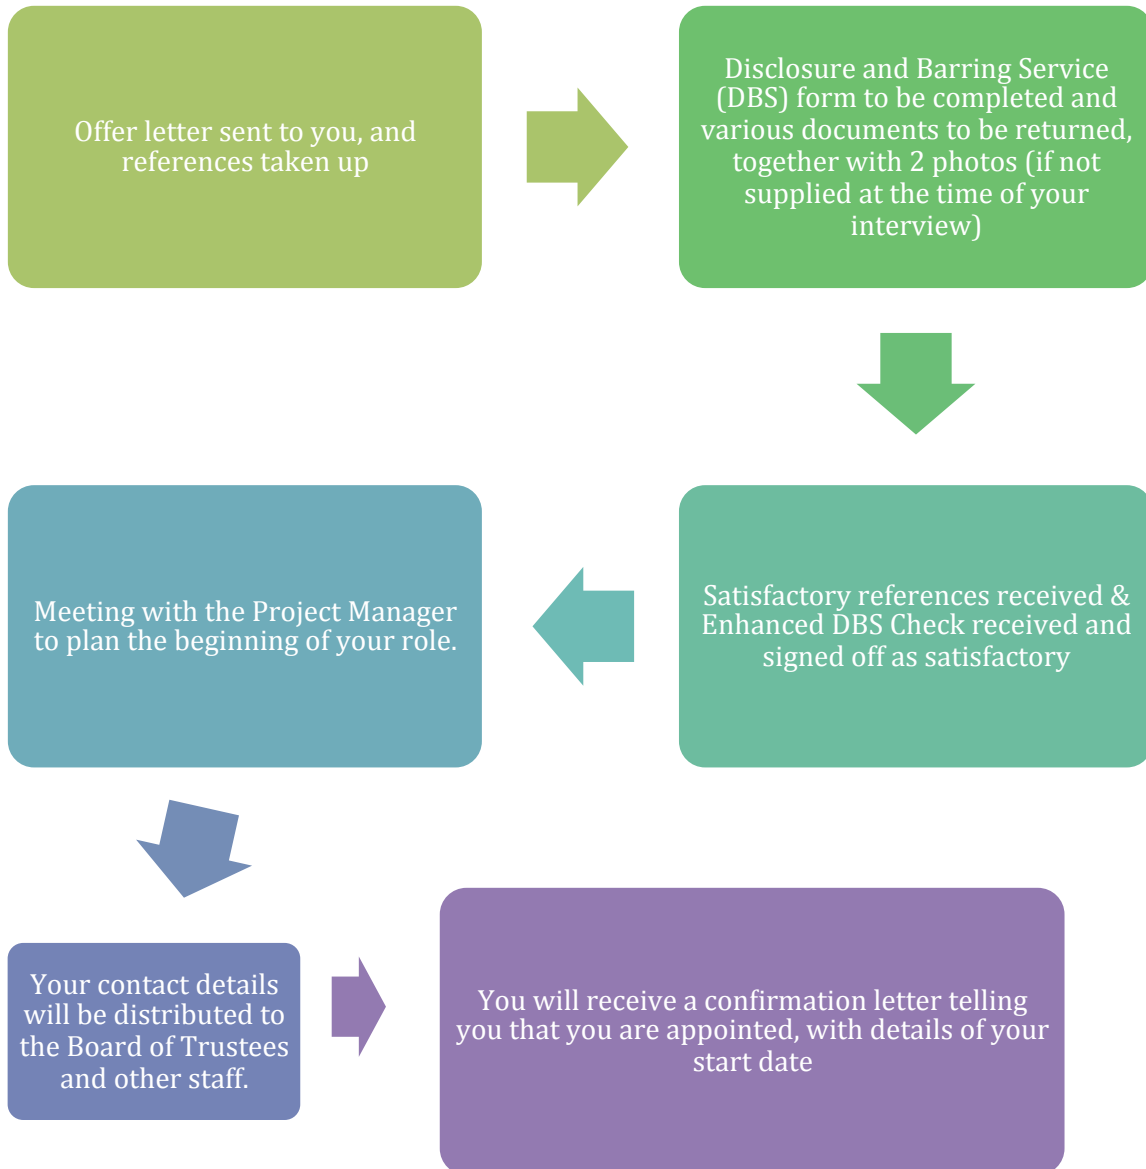 Offer letter sent to you, and
references taken up
Disclosure and Barring Service
(DBS) form to be completed and
various documents to be returned,
together with 2 photos (if not
supplied at the time of your
interview)
Satisfactory references received &
Enhanced DBS Check received and
signed off as satisfactory
Meeting with the Project Manager
to plan the beginning of your role.
Your contact details
will be distributed to
the Board of Trustees
and other staff.
You will receive a confirmation letter telling
you that you are appointed, with details of your
start date